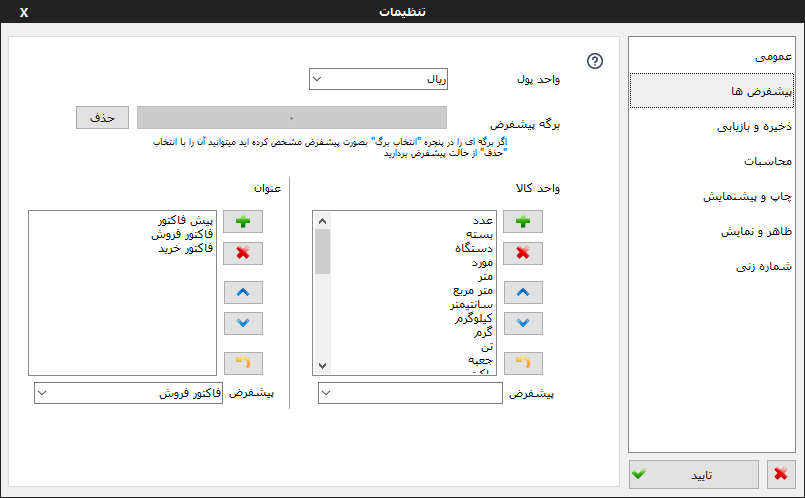 تنظیمات
X
عمومی
پیشفرض ها
ذخیره و بازیابی
محاسبات
چاپ و پیشنمایش
ظاهر و نمایش
شماره زنی
تایید
?
واحد پول
ریال
برگه پیشفرض
حذف
اگر برگه ای را در پنجره "انتخاب برگ" بصورت پیشفرض مشخص کرده اید میتوانید آن را با انتخاب
"حذف" از حالت پیشفرض بردارید
واحد کالا
عدد
بسته
دستگاه
مورد
متر
متر مربع
سانتیمتر
کیلوگرم
گرم
تن
جعبه
پیشفرض
عنوان
پیش فاکتور
فاکتور فروش
فاکتور خرید
پیشفرض
فاکتور فروش